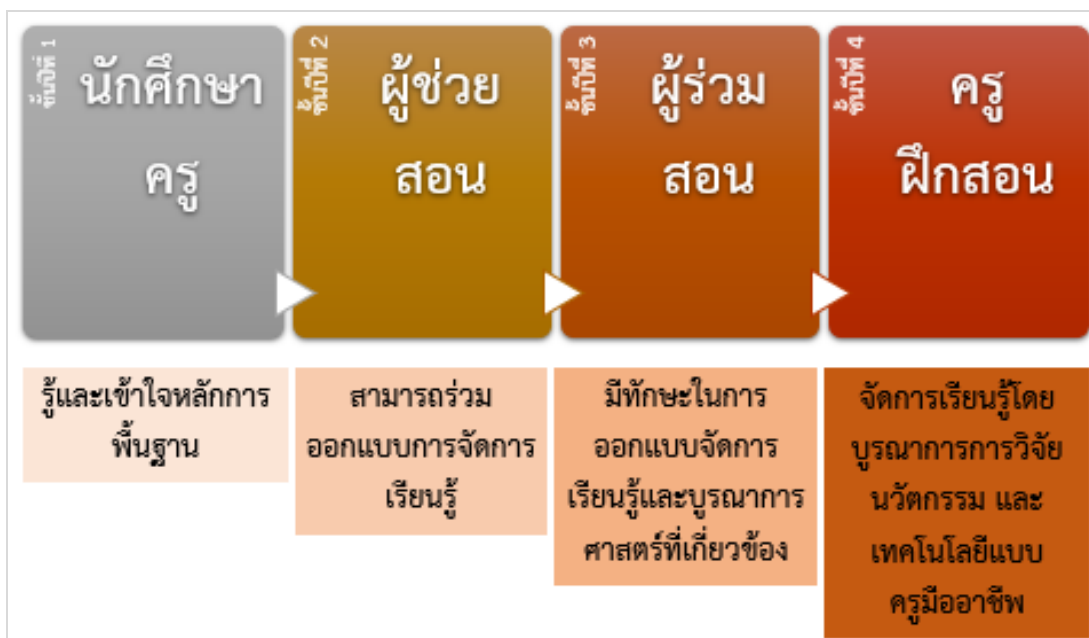 ชั้นปีที่ 1
นักศึกษา
ครู
ชั้นปีที่ 2
ผู้ช่วย
สอน
ชั้นปีที่ 3
ผู้ร่วม
สอน
ชั้นปีที่ 4
ครู
ฝึกสอน
รู้และเข้าใจหลักการ
พื้นฐาน
สามารถร่วม
ออกแบบการจัดการ
เรียนรู้
มีทักษะในการ
ออกแบบจัดการ
เรียนรู้และบูรณาการ
ศาสตร์ที่เกี่ยวข้อง
จัดการเรียนรู้โดย
บูรณาการการวิจัย
นวัตกรรม และ
เทคโนโลยีแบบ
ครูมืออาชีพ